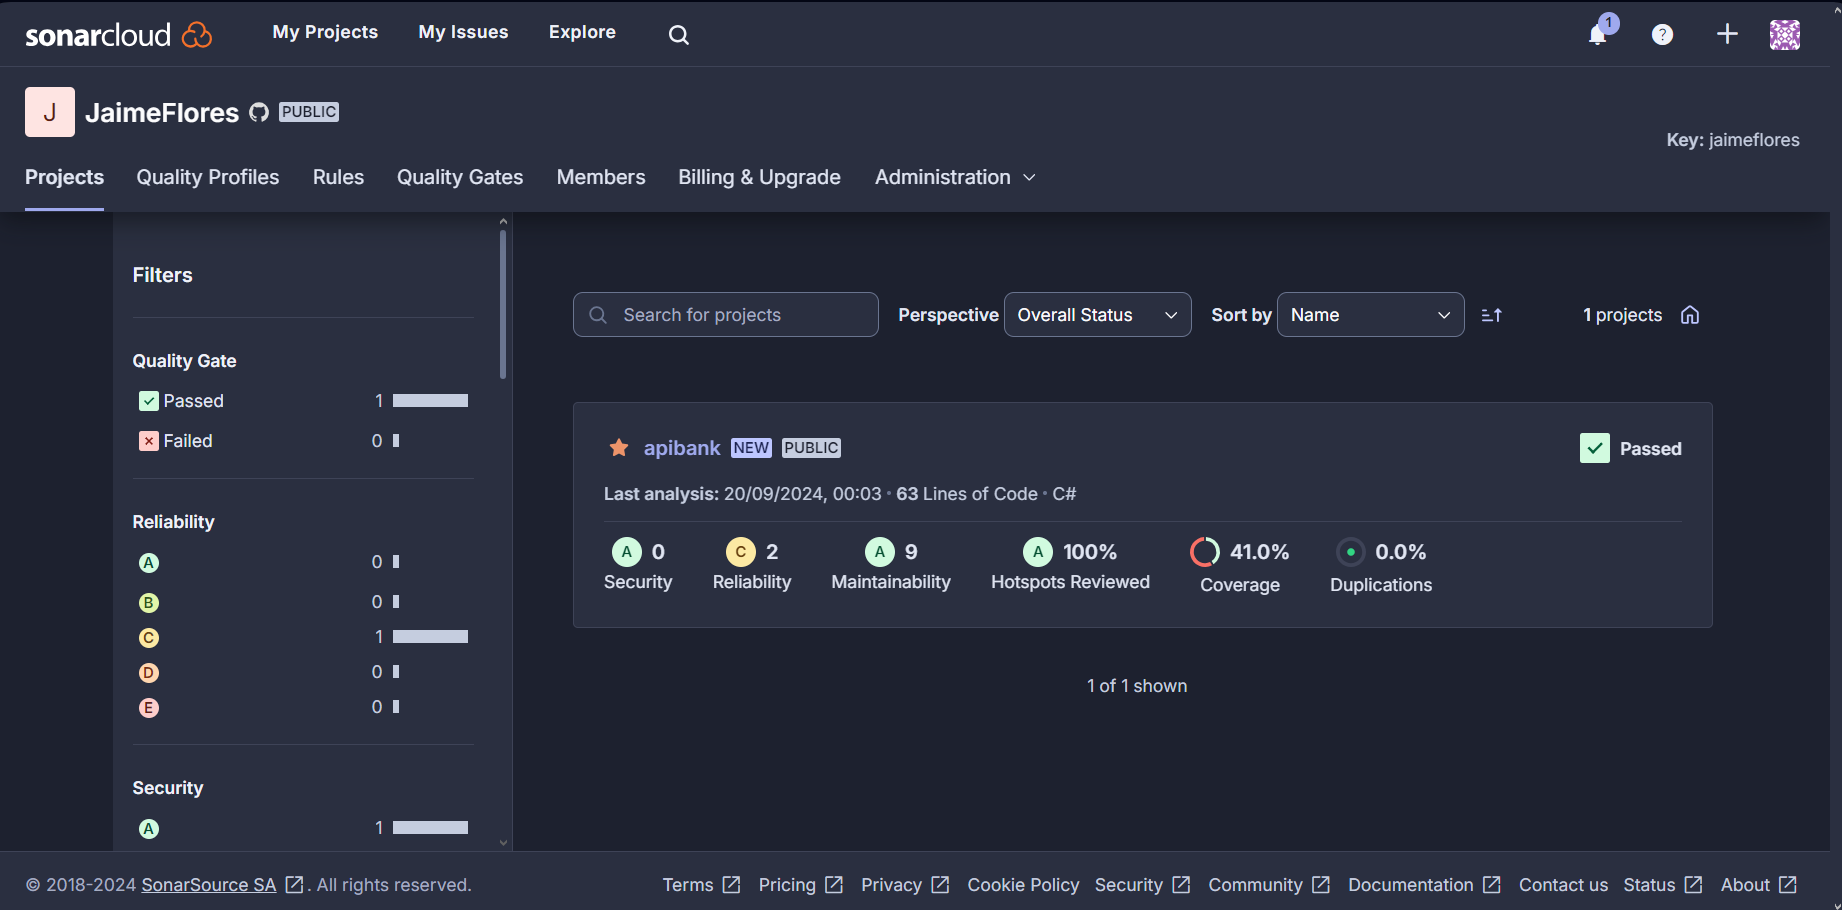 sonarcloud My Projects My Issues Explore 1 ?
J JaimeFlores PUBLIC
Key: jaimeflores
Projects Quality Profiles Rules Quality Gates Members Billing & Upgrade Administration
Filters
Quality Gate
Passed 1
Failed 0
Reliability
A 0
B 0
C 1
D 0
E 0
Security
A 1
Search for projects Perspective Overall Status Sort by Name 1 projects
apibank NEW PUBLIC Passed
Last analysis: 20/09/2024, 00:03 • 63 Lines of Code • C#
A 0 C 2 A 9 A 100% 41.0% 0.0%
Security Reliability Maintainability Hotspots Reviewed Coverage Duplications
1 of 1 shown
© 2018-2024 SonarSource SA . All rights reserved. Terms Pricing Privacy Cookie Policy Security Community Documentation Contact us Status About